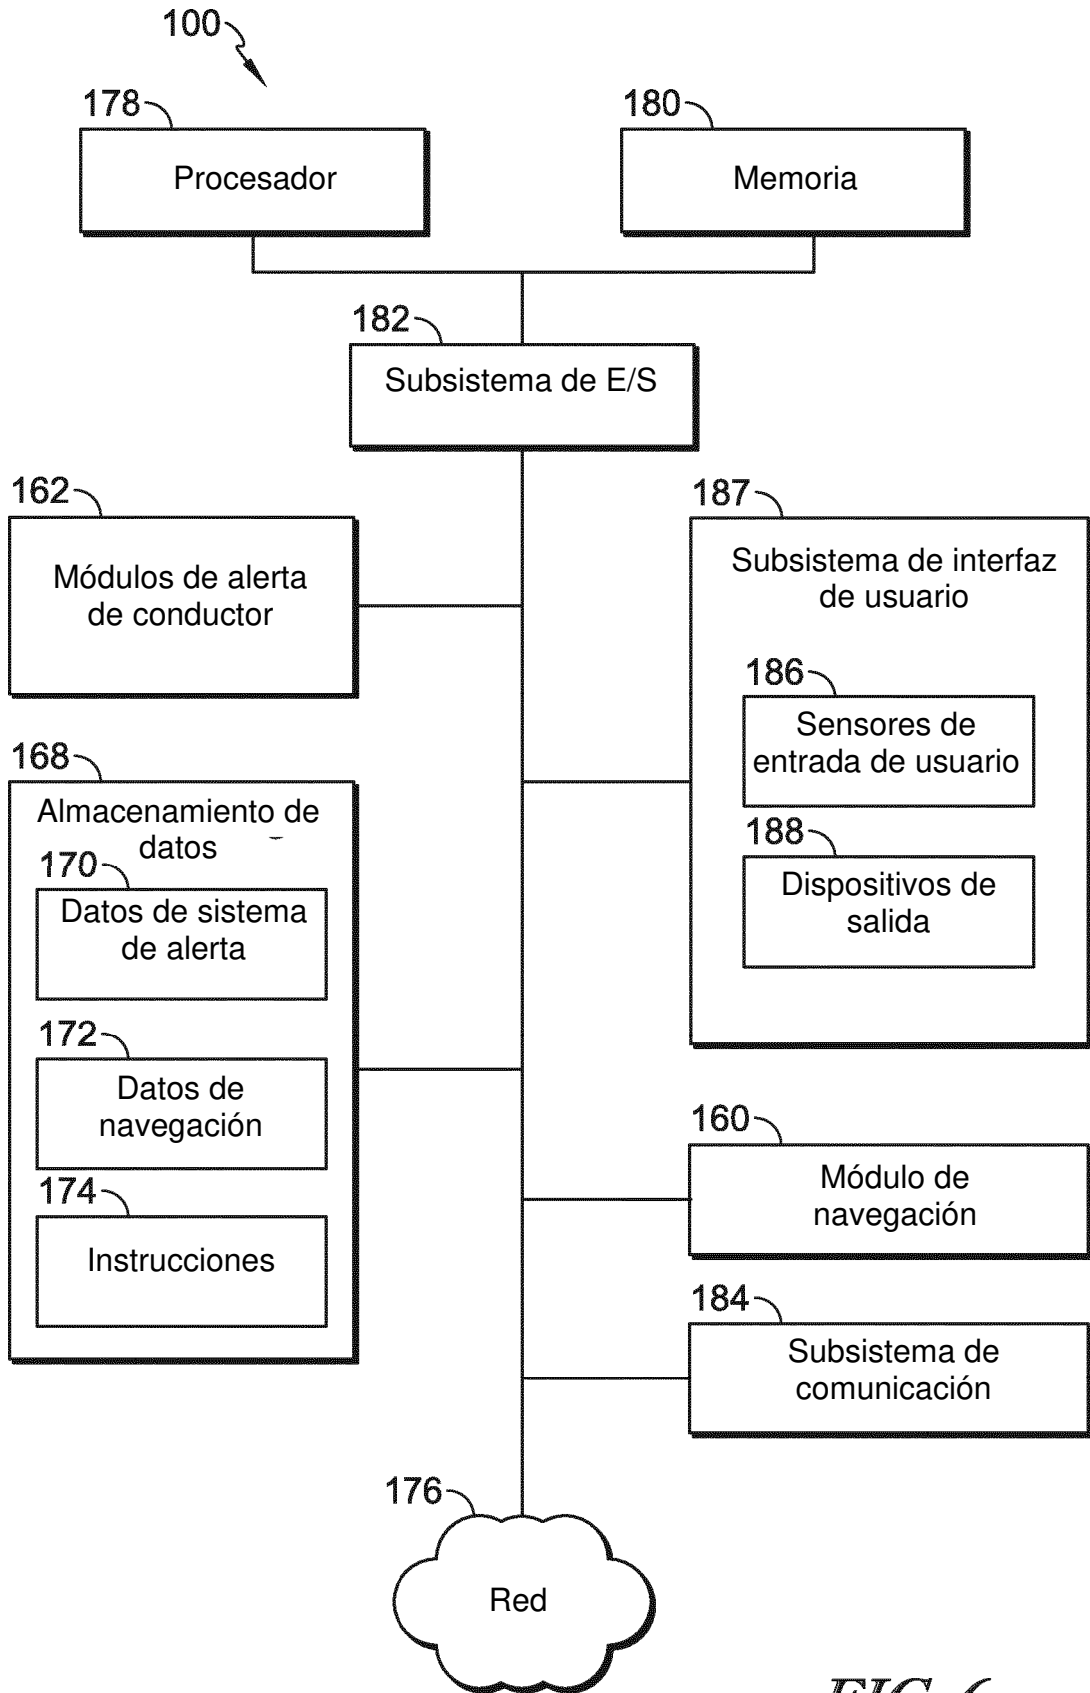 100
178
Procesador
180
Memoria
182
Subsistema de E/S
162
Módulos de alerta
de conductor
187
Subsistema de interfaz
de usuario
186
Sensores de
entrada de usuario
188
Dispositivos de
salida
168
Almacenamiento de
datos
170
Datos de sistema
de alerta
172
Datos de
navegación
174
Instrucciones
160
Módulo de
navegación
184
Subsistema de
comunicación
176
Red
FIG. 6